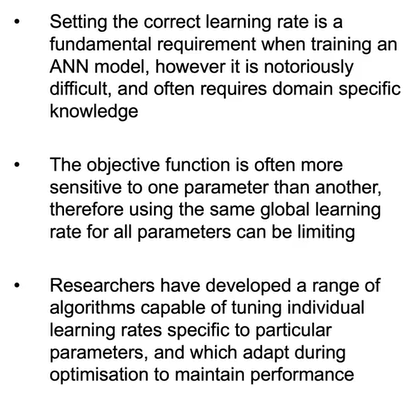 • Setting the correct learning rate is a
fundamental requirement when training an
ANN model, however it is notoriously
difficult, and often requires domain specific
knowledge
• The objective function is often more
sensitive to one parameter than another,
therefore using the same global learning
rate for all parameters can be limiting
• Researchers have developed a range of
algorithms capable of tuning individual
learning rates specific to particular
parameters, and which adapt during
optimisation to maintain performance